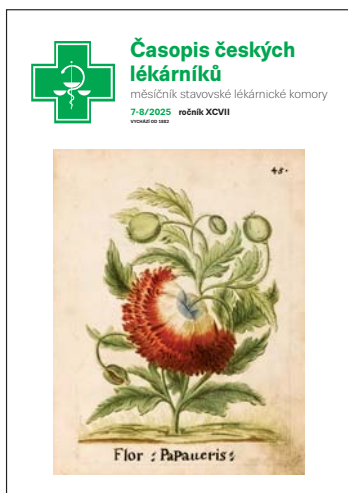 Časopis českých
lékárníků
měsíčník stavovské lékárnické komory
7-8/2025 ročník XCVII
VYCHÁZÍ OD 1882
48.
Flor : PaPaueris :